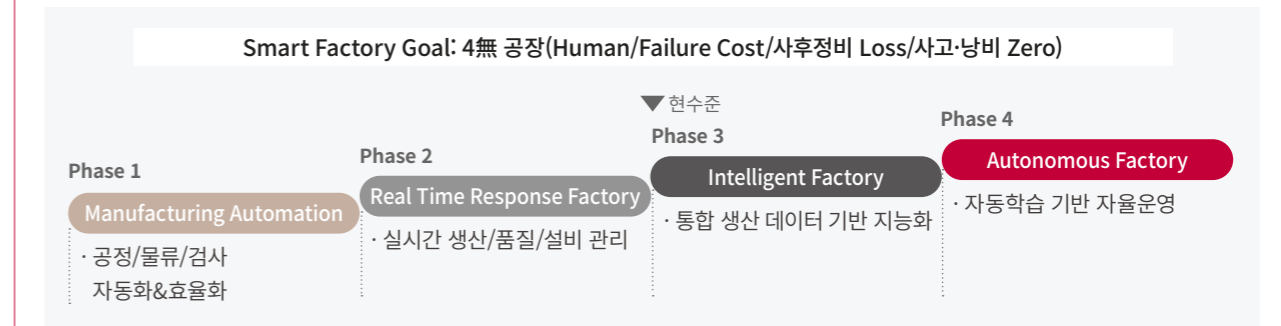 Smart Factory Goal: 4無 공장(Human/Failure Cost/사후정비 Loss/사고·낭비 Zero)
Phase 1
Manufacturing Automation
· 공정/물류/검사
자동화&효율화
Phase 2
Real Time Response Factory
· 실시간 생산/품질/설비 관리
▼현수준
Phase 3
Intelligent Factory
· 통합 생산 데이터 기반 지능화
Phase 4
Autonomous Factory
· 자동학습 기반 자율운영